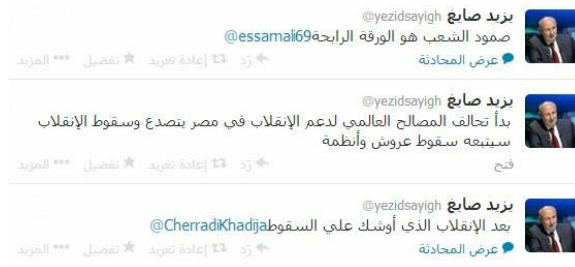 يزيد صايغ @yezidsayigh
صمود الشعب هو الورقة الرابحة@essamali69
عرض المحادثة رد إعادة تغريد تفضيل المزيد
يزيد صايغ @yezidsayigh
بدأ تحالف المصالح العالمي لدعم الإنقلاب في مصر يتصدع وسقوط الإنقلاب
سيتبعه سقوط عروش وأنظمة
فتح رد إعادة تغريد تفضيل المزيد
يزيد صايغ @yezidsayigh
بعد الإنقلاب الذي أوشك علي السقوط@CherradiKhadija
عرض المحادثة رد إعادة تغريد تفضيل المزيد